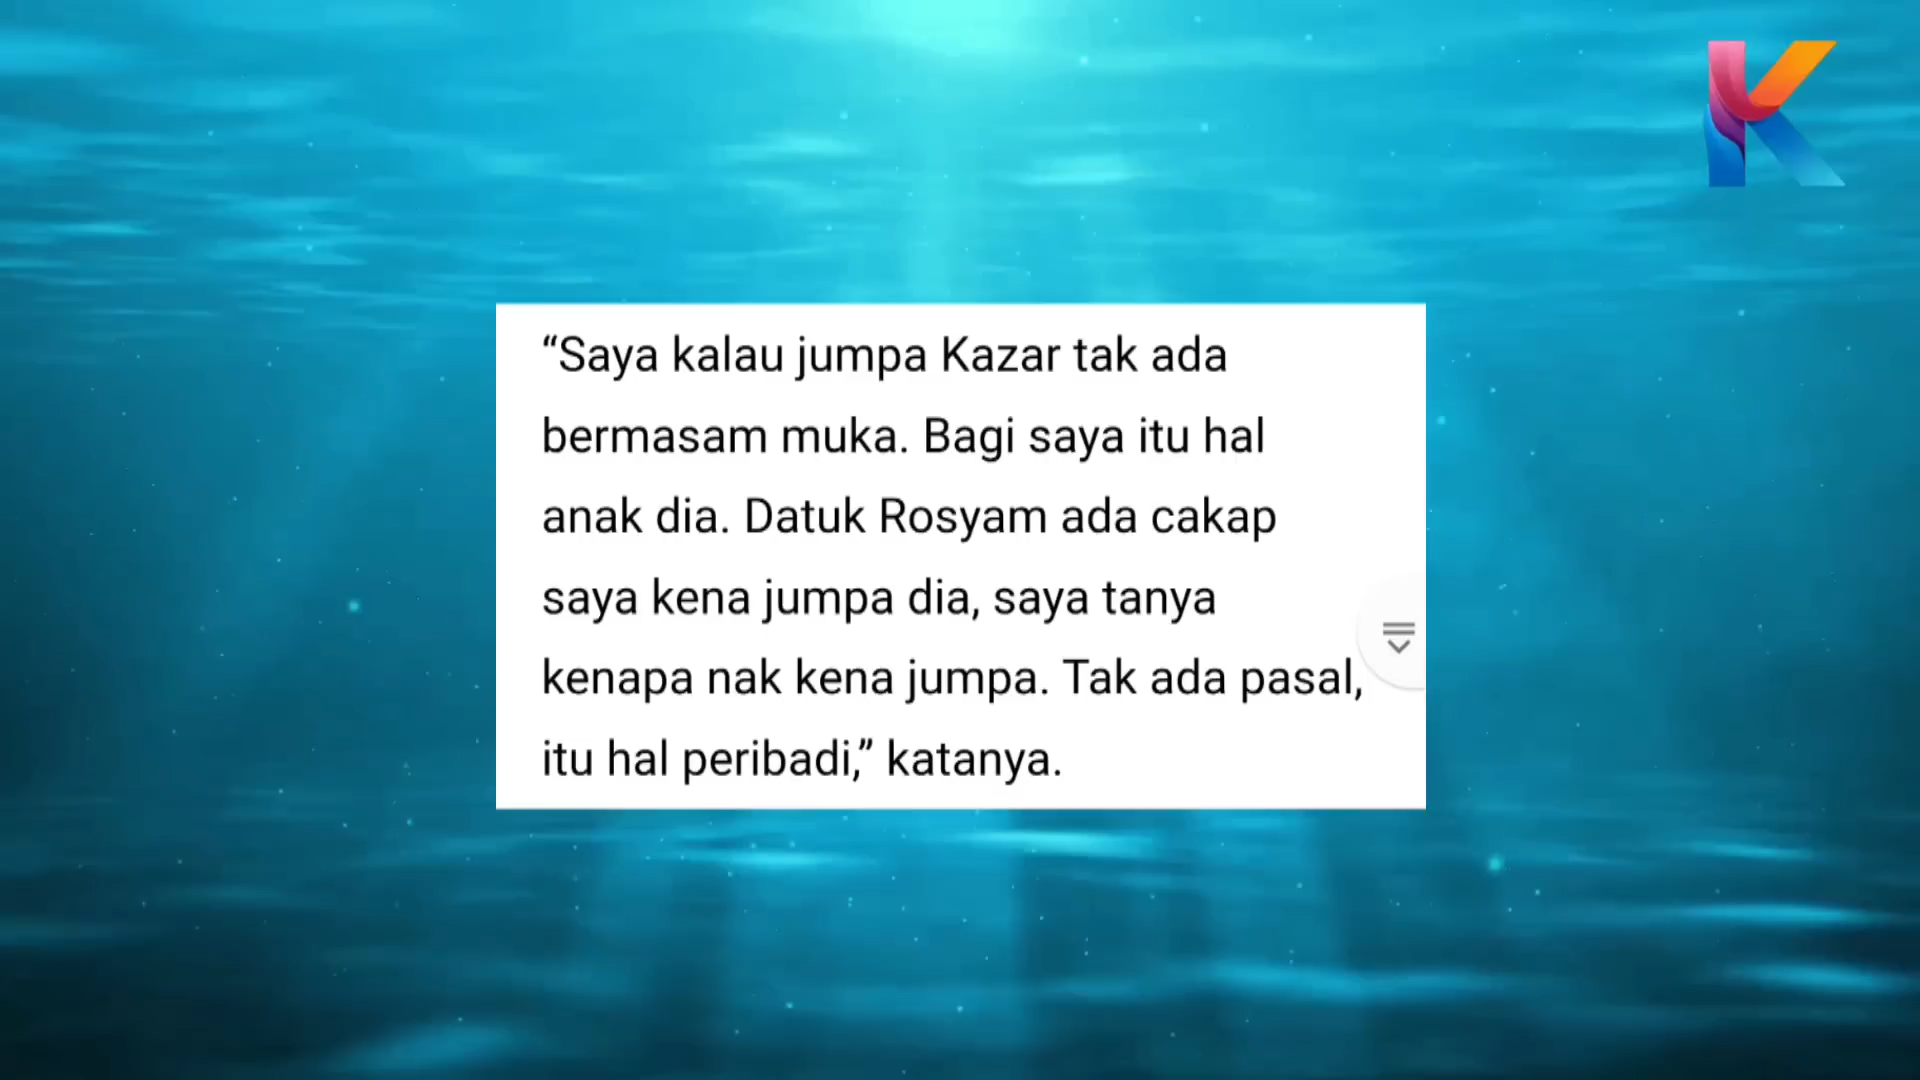 “Saya kalau jumpa Kazar tak ada
bermasam muka. Bagi saya itu hal
anak dia. Datuk Rosyam ada cakap
saya kena jumpa dia, saya tanya
kenapa nak kena jumpa. Tak ada pasal,
itu hal peribadi,” katanya.